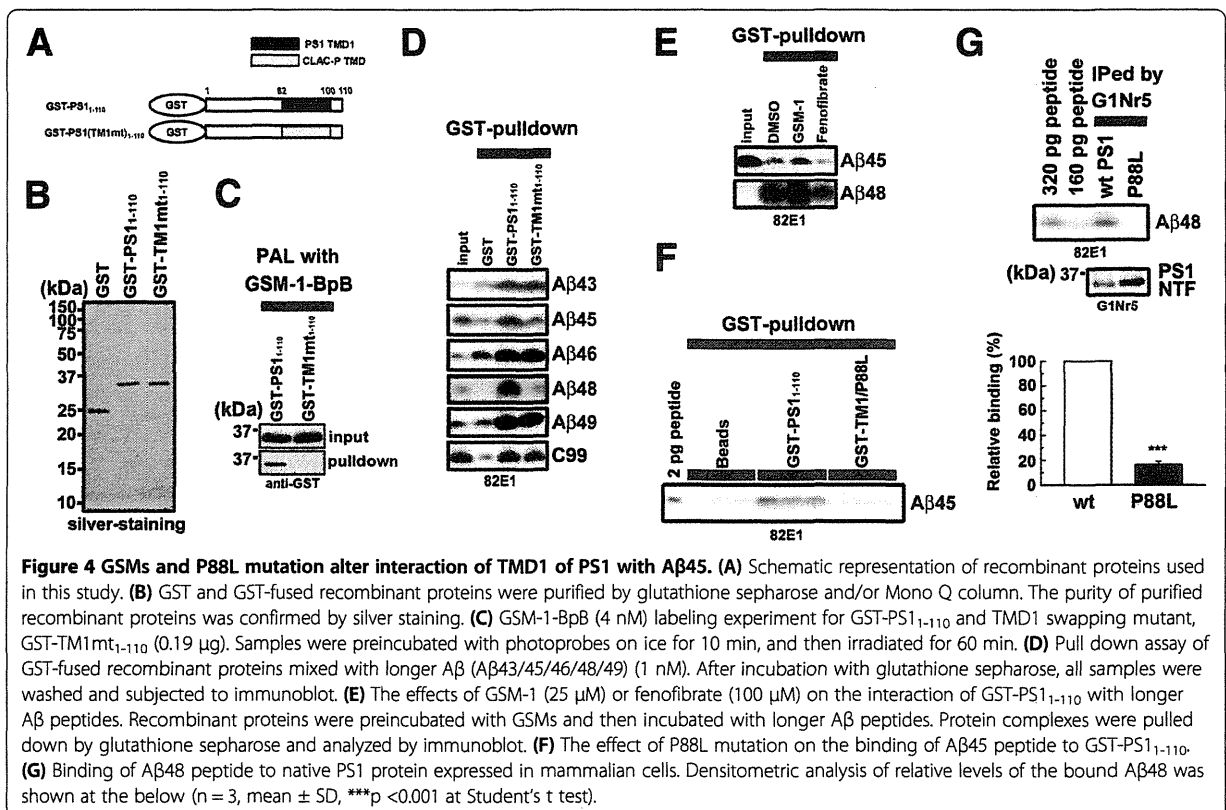 A
PS1 TMD1
CLAC-P TMD
1 82 100 110
GST-PS1₁₋₁₁₀ GST
GST-PS1(TM1mt)₁₋₁₁₀ GST
B
(kDa)
GST
GST-PS1₁₋₁₁₀
GST-TM1mt₁₋₁₁₀
150
100
75
50
37
25
20
15
10
silver-staining
C
PAL with
GSM-1-BpB
GST-PS1₁₋₁₁₀
GST-TM1mt₁₋₁₁₀
(kDa)
37 input
37 pulldown
anti-GST
D
GST-pulldown
input
GST
GST-PS1₁₋₁₁₀
GST-TM1mt₁₋₁₁₀
Aβ43
Aβ45
Aβ46
Aβ48
Aβ49
C99
82E1
E
GST-pulldown
input
DMSO
GSM-1
Fenofibrate
Aβ45
Aβ48
82E1
F
GST-pulldown
2 pg peptide
Beads
GST-PS1₁₋₁₁₀
GST-TM1/P88L
Aβ45
82E1
G
320 pg peptide
160 pg peptide
IPed by
G1Nr5
wt PS1
P88L
Aβ48
82E1
(kDa) 37 PS1
NTF
G1Nr5
Relative binding (%)
100
80
60
40
20
0
***
wt P88L
Figure 4 GSMs and P88L mutation alter interaction of TMD1 of PS1 with Aβ45. (A) Schematic representation of recombinant proteins used
in this study. (B) GST and GST-fused recombinant proteins were purified by glutathione sepharose and/or Mono Q column. The purity of purified
recombinant proteins was confirmed by silver staining. (C) GSM-1-BpB (4 nM) labeling experiment for GST-PS1₁₋₁₁₀ and TMD1 swapping mutant,
GST-TM1mt₁₋₁₁₀ (0.19 μg). Samples were preincubated with photoprobes on ice for 10 min, and then irradiated for 60 min. (D) Pull down assay of
GST-fused recombinant proteins mixed with longer Aβ (Aβ43/45/46/48/49) (1 nM). After incubation with glutathione sepharose, all samples were
washed and subjected to immunoblot. (E) The effects of GSM-1 (25 μM) or fenofibrate (100 μM) on the interaction of GST-PS1₁₋₁₁₀ with longer
Aβ peptides. Recombinant proteins were preincubated with GSMs and then incubated with longer Aβ peptides. Protein complexes were pulled
down by glutathione sepharose and analyzed by immunoblot. (F) The effect of P88L mutation on the binding of Aβ45 peptide to GST-PS1₁₋₁₁₀.
(G) Binding of Aβ48 peptide to native PS1 protein expressed in mammalian cells. Densitometric analysis of relative levels of the bound Aβ48 was
shown at the below (n = 3, mean ± SD, ***p <0.001 at Student's t test).